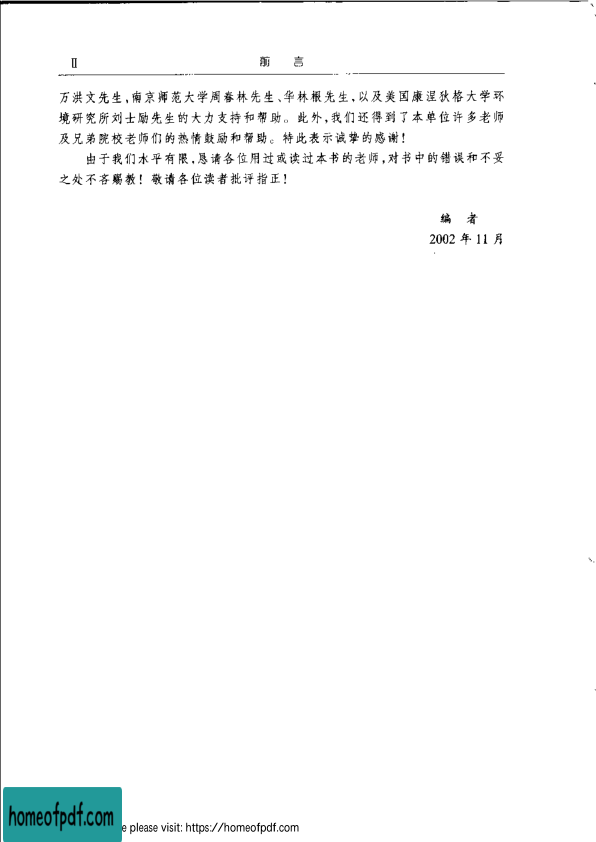 Ⅱ 前 言
万洪文先生,南京师范大学周春林先生、华林根先生,以及美国康涅狄格大学环
境研究所刘士励先生的大力支持和帮助。此外,我们还得到了本单位许多老师
及兄弟院校老师们的热情鼓励和帮助。特此表示诚挚的感谢!
由于我们水平有限,恳请各位用过或读过本书的老师,对书中的错误和不妥
之处不吝赐教!敬请各位读者批评指正!
编 者
2002 年 11 月
homeofpdf.com
e please visit: https://homeofpdf.com